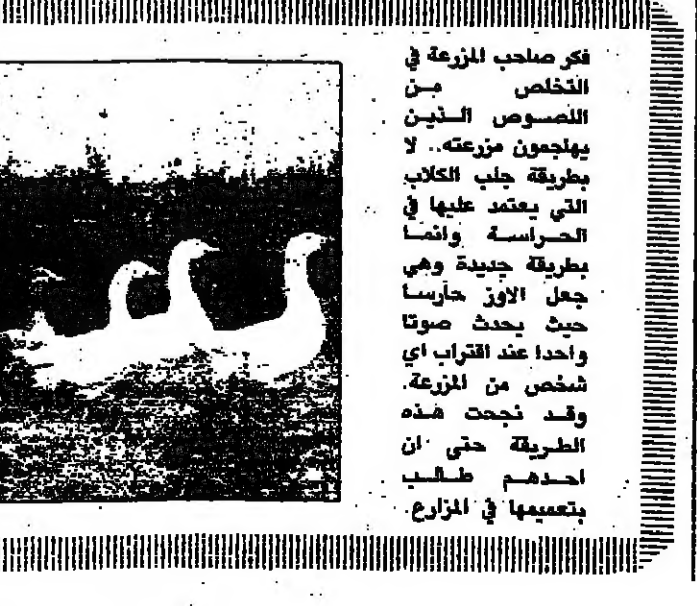 فكر صاحب المزرعة في
التخلص من
اللصوص الذين
يهاجمون مزرعته.. لا
بطريقة جلب الكلاب
التي يعتمد عليها في
الحراسة وانما
بطريقة جديدة وهي
جعل الاوز حارسا
حيث يحدث صوتا
واحدا عند اقتراب اي
شخص من المزرعة.
وقد نجحت هذه
الطريقة حتى ان
احدهم طالب
بتعميمها في المزارع.